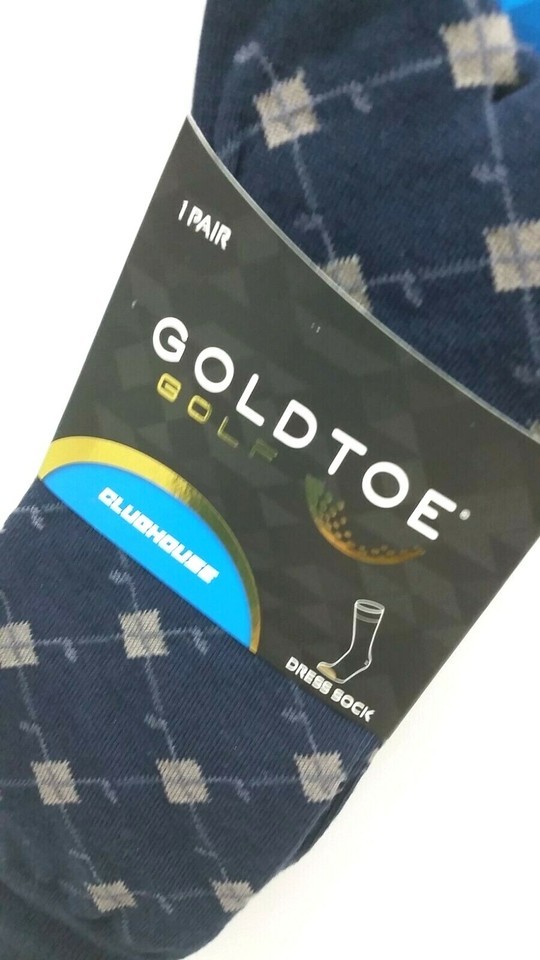 1 PAIR
GOLDTOE®
GOLF
CLUBHOUSE
DRESS SOCK